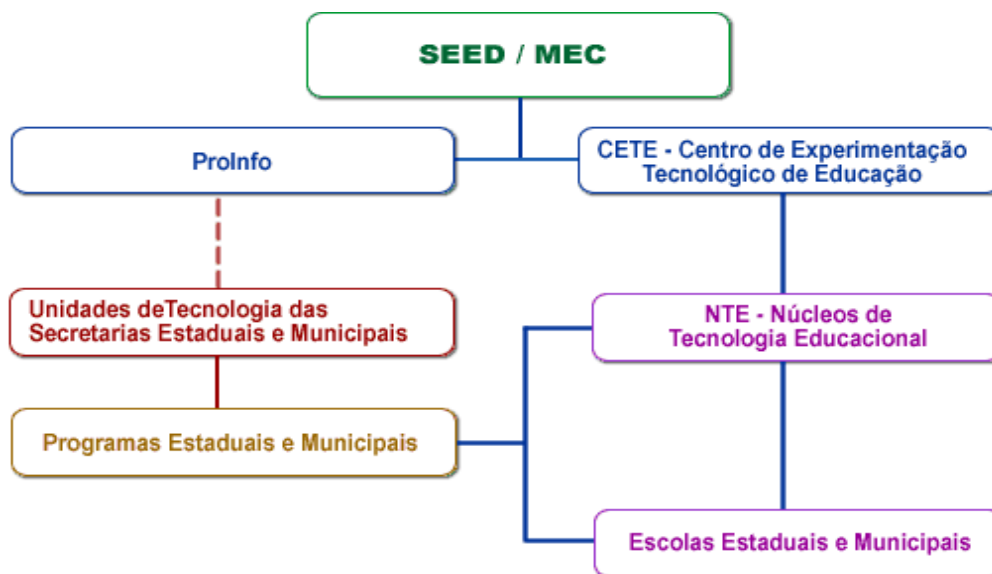 SEED / MEC
ProInfo
CETE - Centro de Experimentação
Tecnológico de Educação
Unidades deTecnologia das
Secretarias Estaduais e Municipais
NTE - Núcleos de
Tecnologia Educacional
Programas Estaduais e Municipais
Escolas Estaduais e Municipais